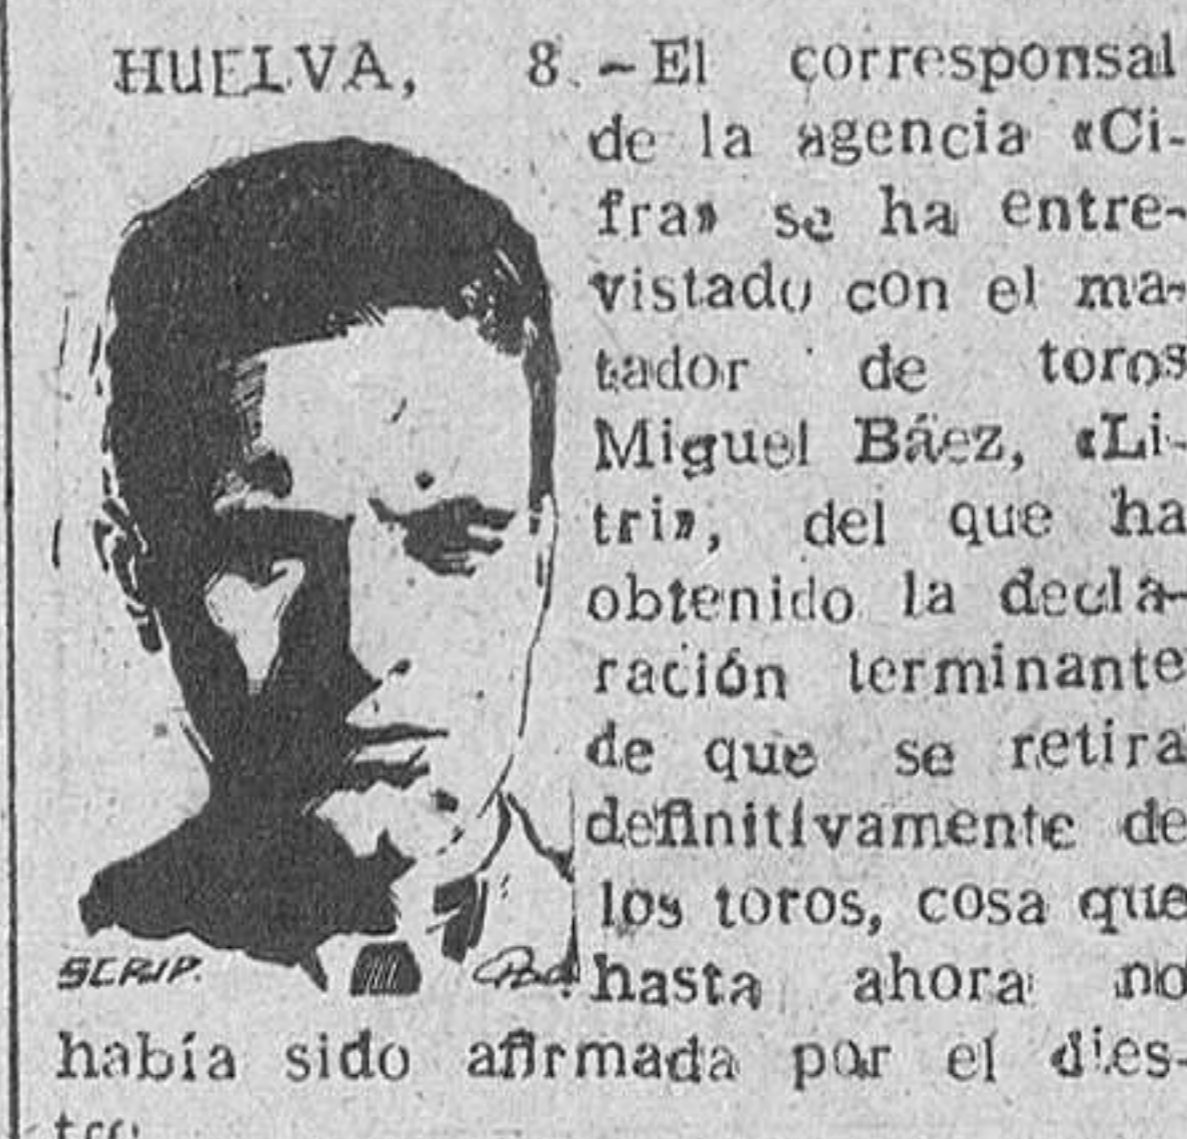 HUELVA, 8.-El corresponsal
de la agencia «Ci-
fra» se ha entre-
vistado con el ma-
tador de toros
Miguel Báez, «Li-
tri», del que ha
obtenido la decla-
ración terminante
de que se retira
definitivamente de
los toros, cosa que
hasta ahora no
SCRIP.
había sido afirmada por el dies-